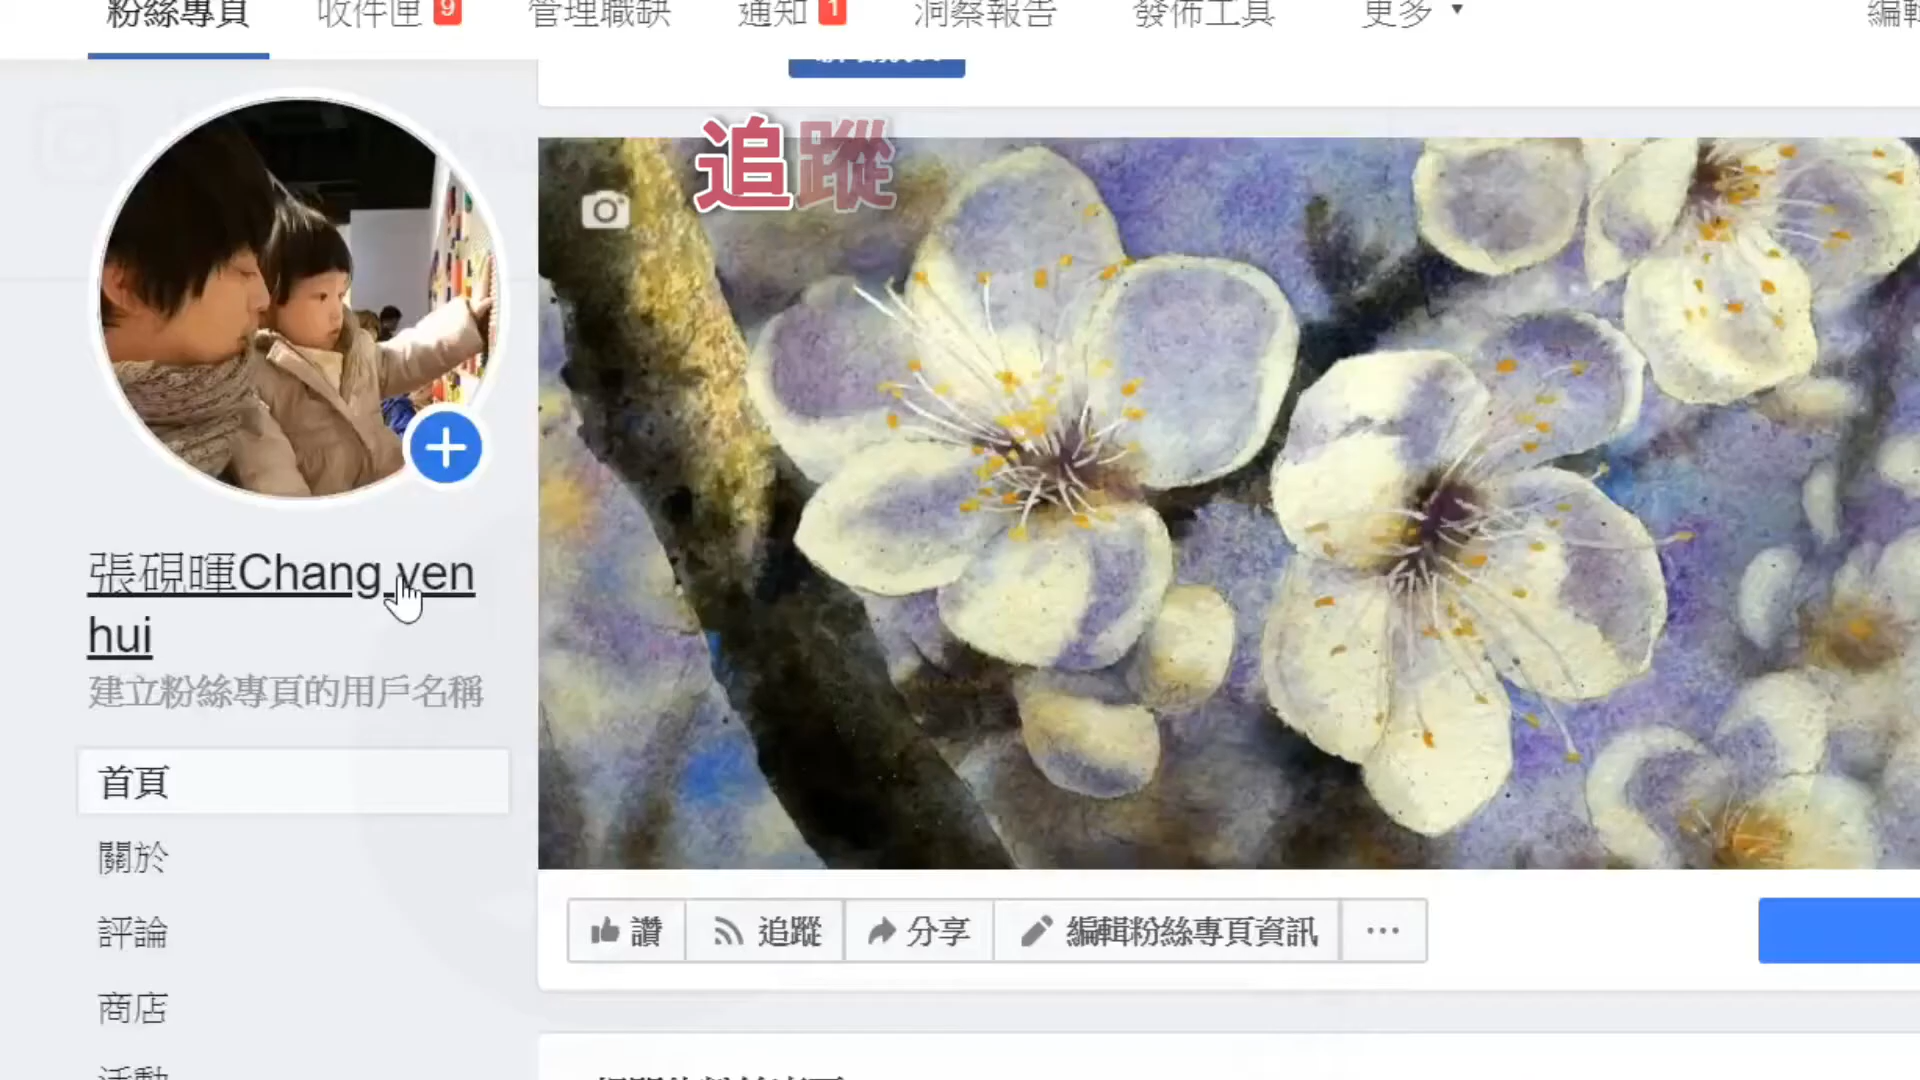 粉絲專頁
收件匣 9
管理職缺
通知 1
洞察報告
發佈工具
更多
追蹤
張硯暉Chang yen
hui
建立粉絲專頁的用戶名稱
首頁
關於
評論
商店
活動
讚
追蹤
分享
編輯粉絲專頁資訊